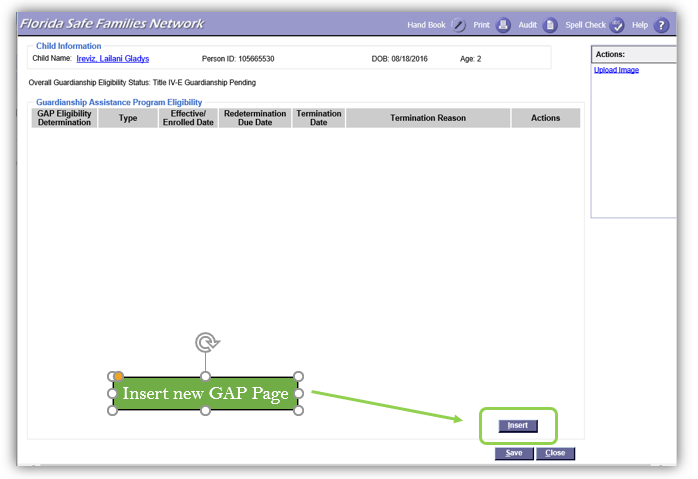 Florida Safe Families Network
Hand Book Print Audit Spell Check Help ?
Child Information
Child Name: Ireviz, Lailani Gladys Person ID: 105665530 DOB: 08/18/2016 Age: 2
Actions:
Upload Image
Overall Guardianship Eligibility Status: Title IV-E Guardianship Pending
Guardianship Assistance Program Eligibility
GAP Eligibility Determination Type Effective/ Enrolled Date Redetermination Due Date Termination Date Termination Reason Actions
Insert new GAP Page
Insert
Save Close